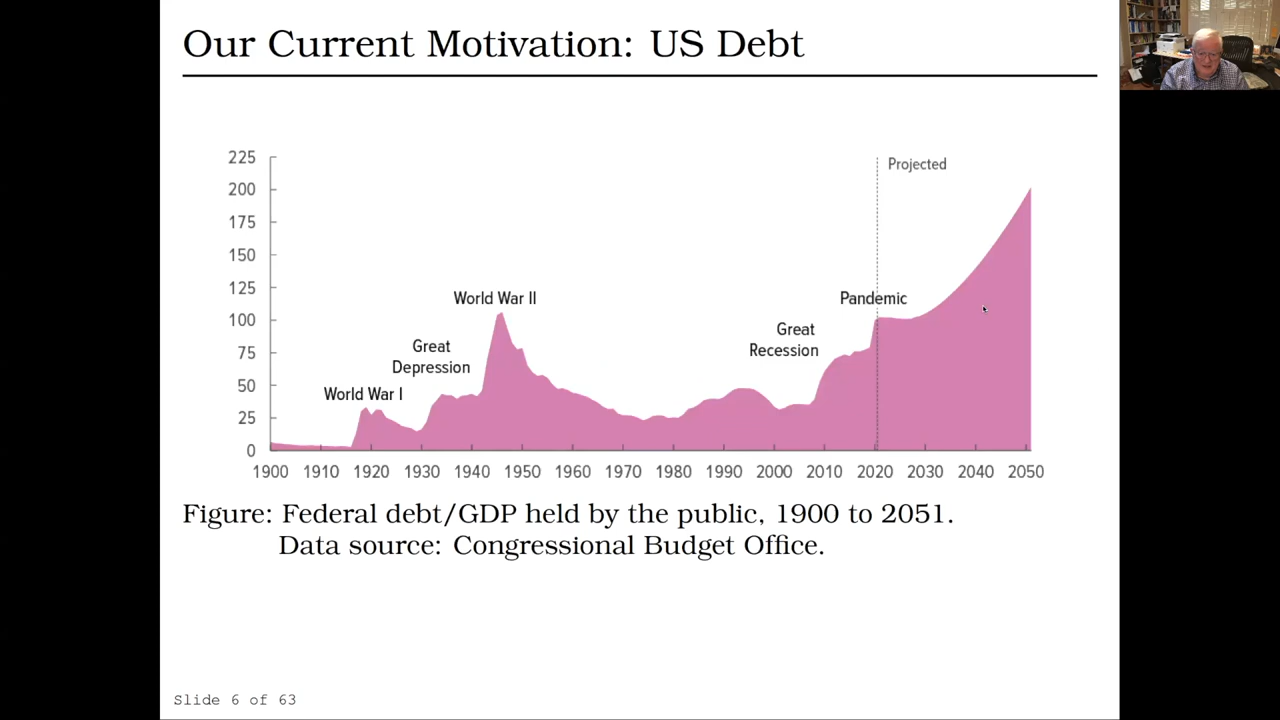 Our Current Motivation: US Debt
225
200
175
150
125
100
75
50
25
0
Projected
World War I
Great
Depression
World War II
Great
Recession
Pandemic
1900 1910 1920 1930 1940 1950 1960 1970 1980 1990 2000 2010 2020 2030 2040 2050
Figure: Federal debt/GDP held by the public, 1900 to 2051.
Data source: Congressional Budget Office.
Slide 6 of 63